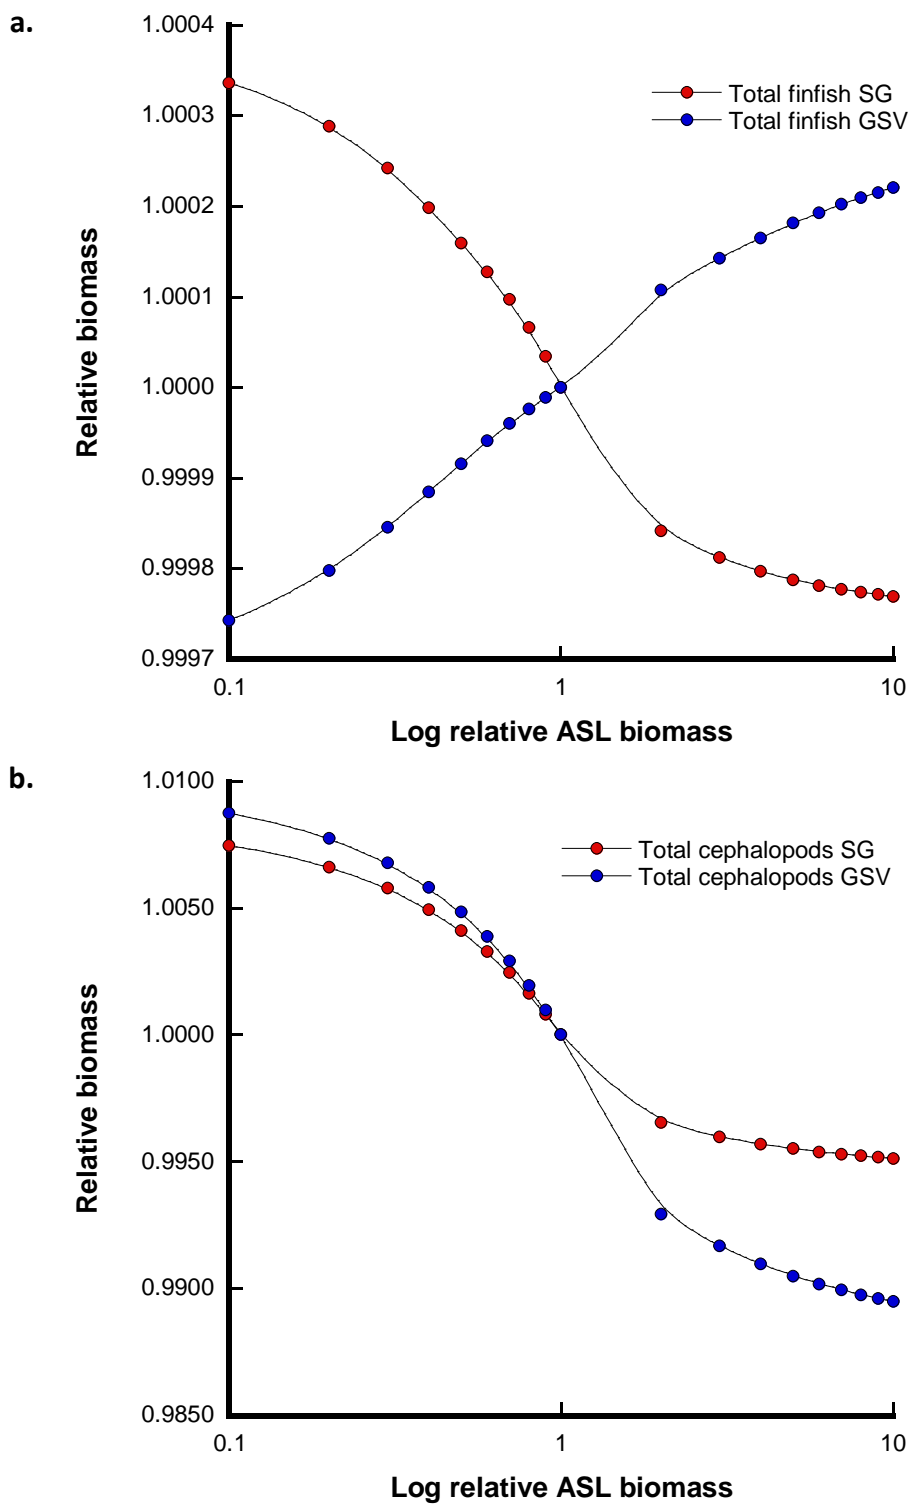 a.
1.0004
1.0003
1.0002
1.0001
1.0000
0.9999
0.9998
0.9997
Relative biomass
Total finfish SG
Total finfish GSV
0.1
1
10
Log relative ASL biomass
b.
1.0100
1.0050
1.0000
0.9950
0.9900
0.9850
Relative biomass
Total cephalopods SG
Total cephalopods GSV
0.1
1
10
Log relative ASL biomass